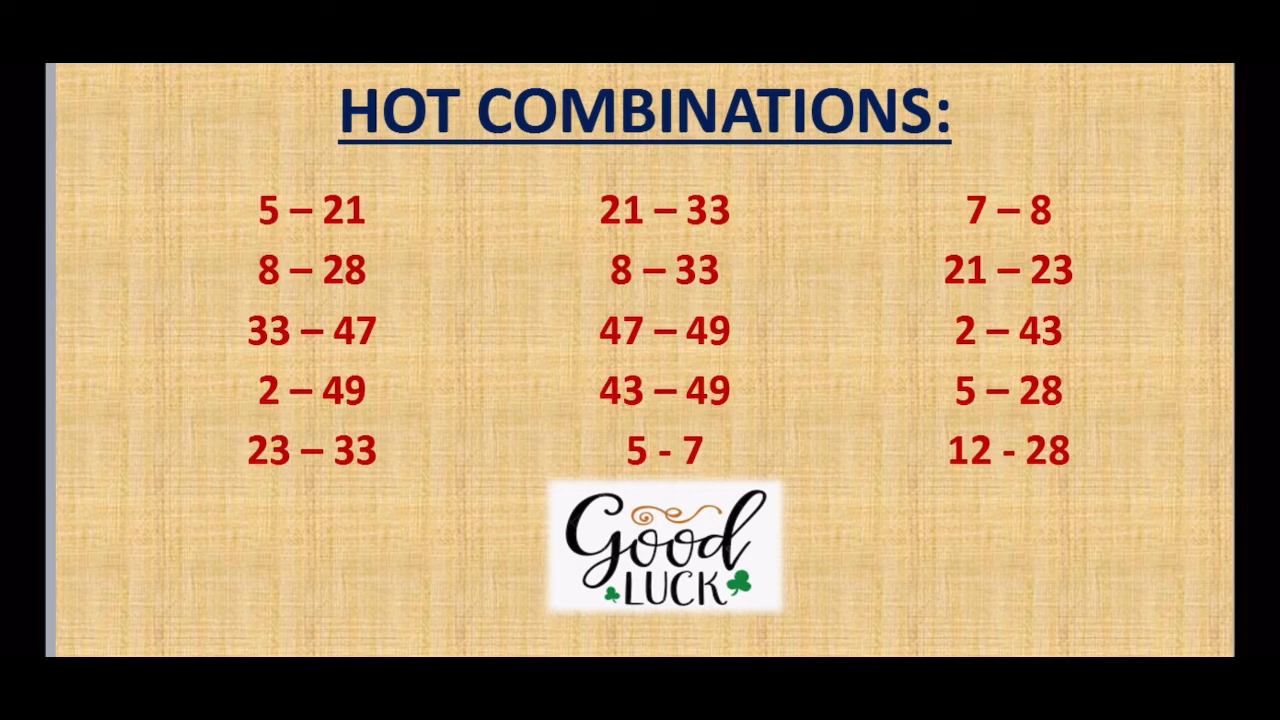 HOT COMBINATIONS:
5 – 21 21 – 33 7 – 8
8 – 28 8 – 33 21 – 23
33 – 47 47 – 49 2 – 43
2 – 49 43 – 49 5 – 28
23 – 33 5 - 7 12 - 28
Good
LUCK